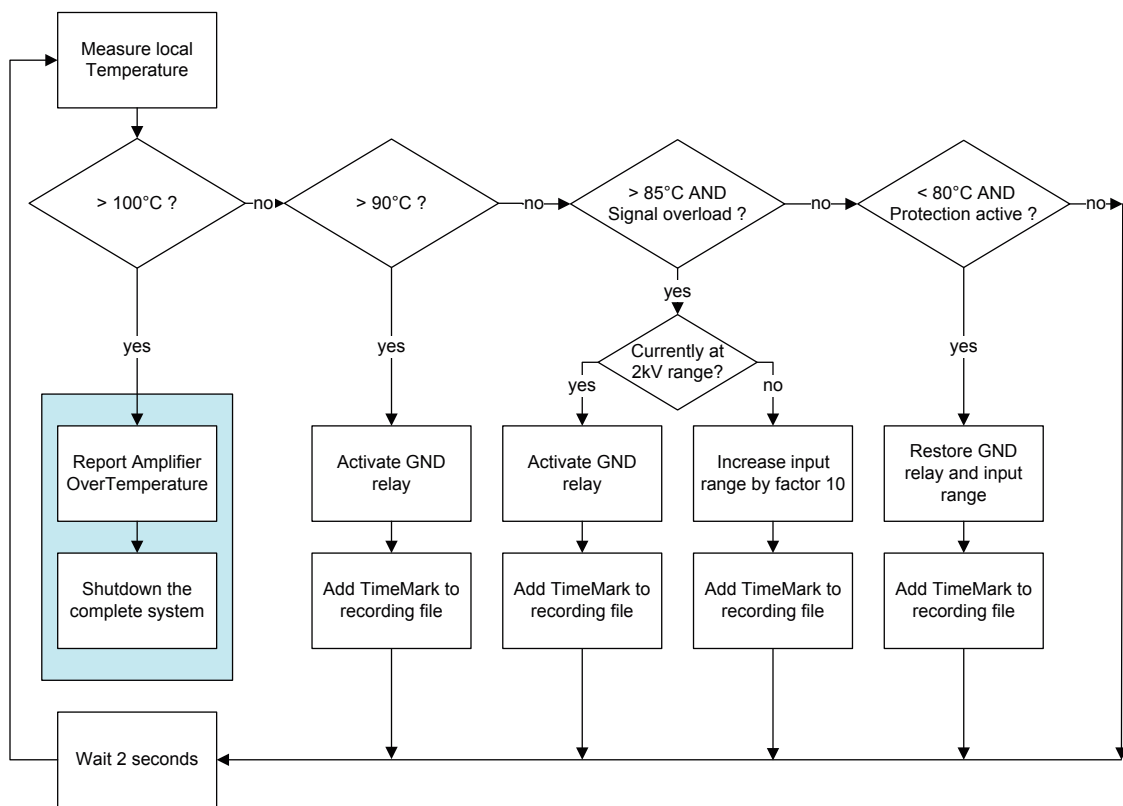 Measure local
Temperature
> 100°C ?
no
> 90°C ?
no
> 85°C AND
Signal overload ?
no
< 80°C AND
Protection active ?
no
yes
yes
yes
yes
Currently at
2kV range?
yes
no
Report Amplifier
OverTemperature
Activate GND
relay
Activate GND
relay
Increase input
range by factor 10
Restore GND
relay and input
range
Shutdown the
complete system
Add TimeMark to
recording file
Add TimeMark to
recording file
Add TimeMark to
recording file
Add TimeMark to
recording file
Wait 2 seconds